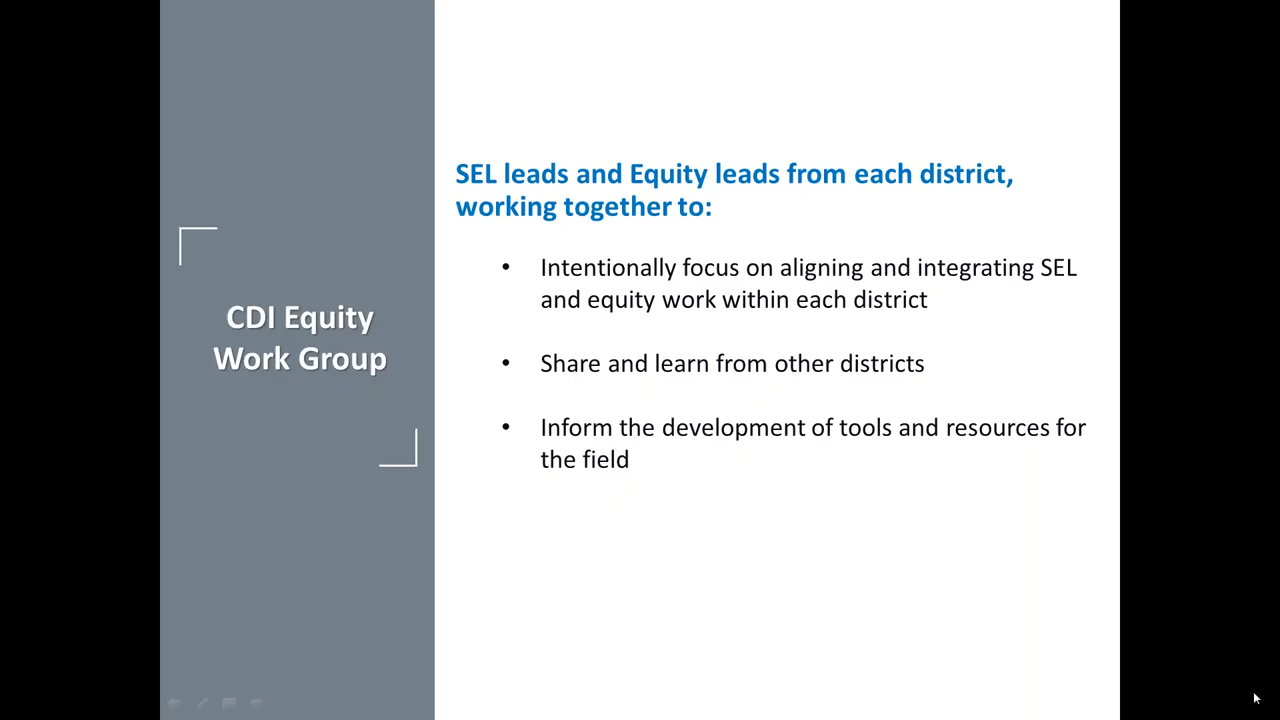 CDI Equity
Work Group
SEL leads and Equity leads from each district,
working together to:
• Intentionally focus on aligning and integrating SEL
and equity work within each district
• Share and learn from other districts
• Inform the development of tools and resources for
the field